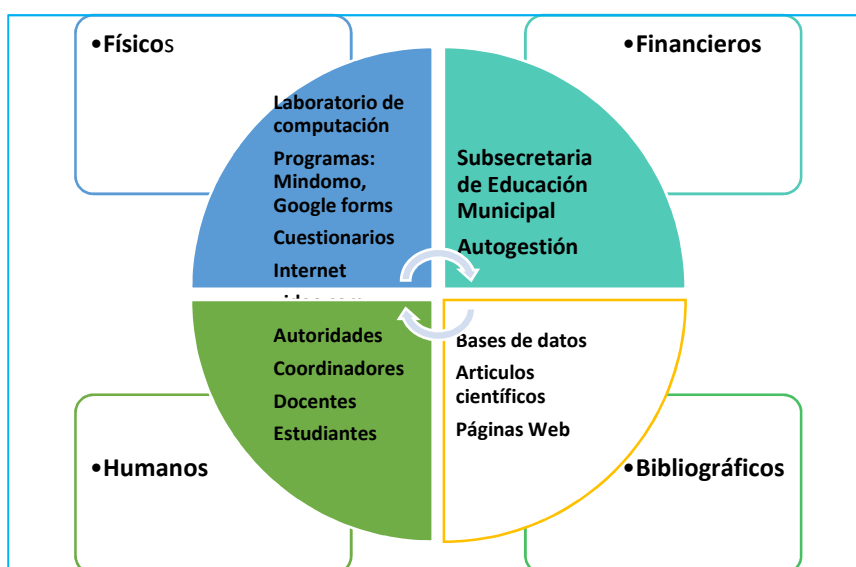 •Físicos
Laboratorio de
computación
Programas:
Mindomo,
Google forms
Cuestionarios
Internet
•Financieros
Subsecretaria
de Educación
Municipal
Autogestión
Autoridades
Coordinadores
Docentes
Estudiantes
•Humanos
Bases de datos
Articulos
científicos
Páginas Web
•Bibliográficos